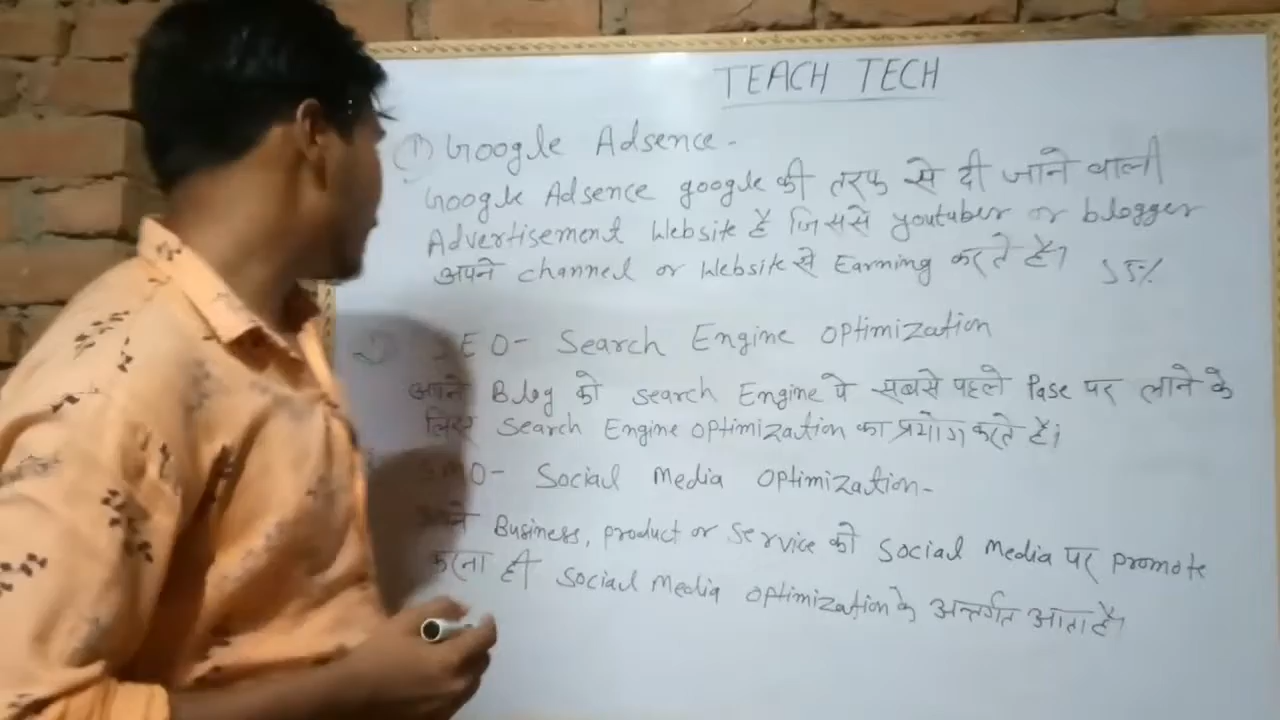 TEACH TECH
① Google Adsence -
Google Adsence google की तरफ से दी जाने वाली
Advertisement Website है जिससे youtuber or blogger
अपने channel or Website से Earning करते है।
55%
SEO- Search Engine Optimization
अपने Blog को search Engine पे सबसे पहले Pase पर लाने के
लिए Search Engine Optimization का प्रयोग करते है।
SMO- Social Media Optimization-
अपने Business, product or Service को Social Media पर promote
करना ही Social Media Optimization के अन्तर्गत आता है।